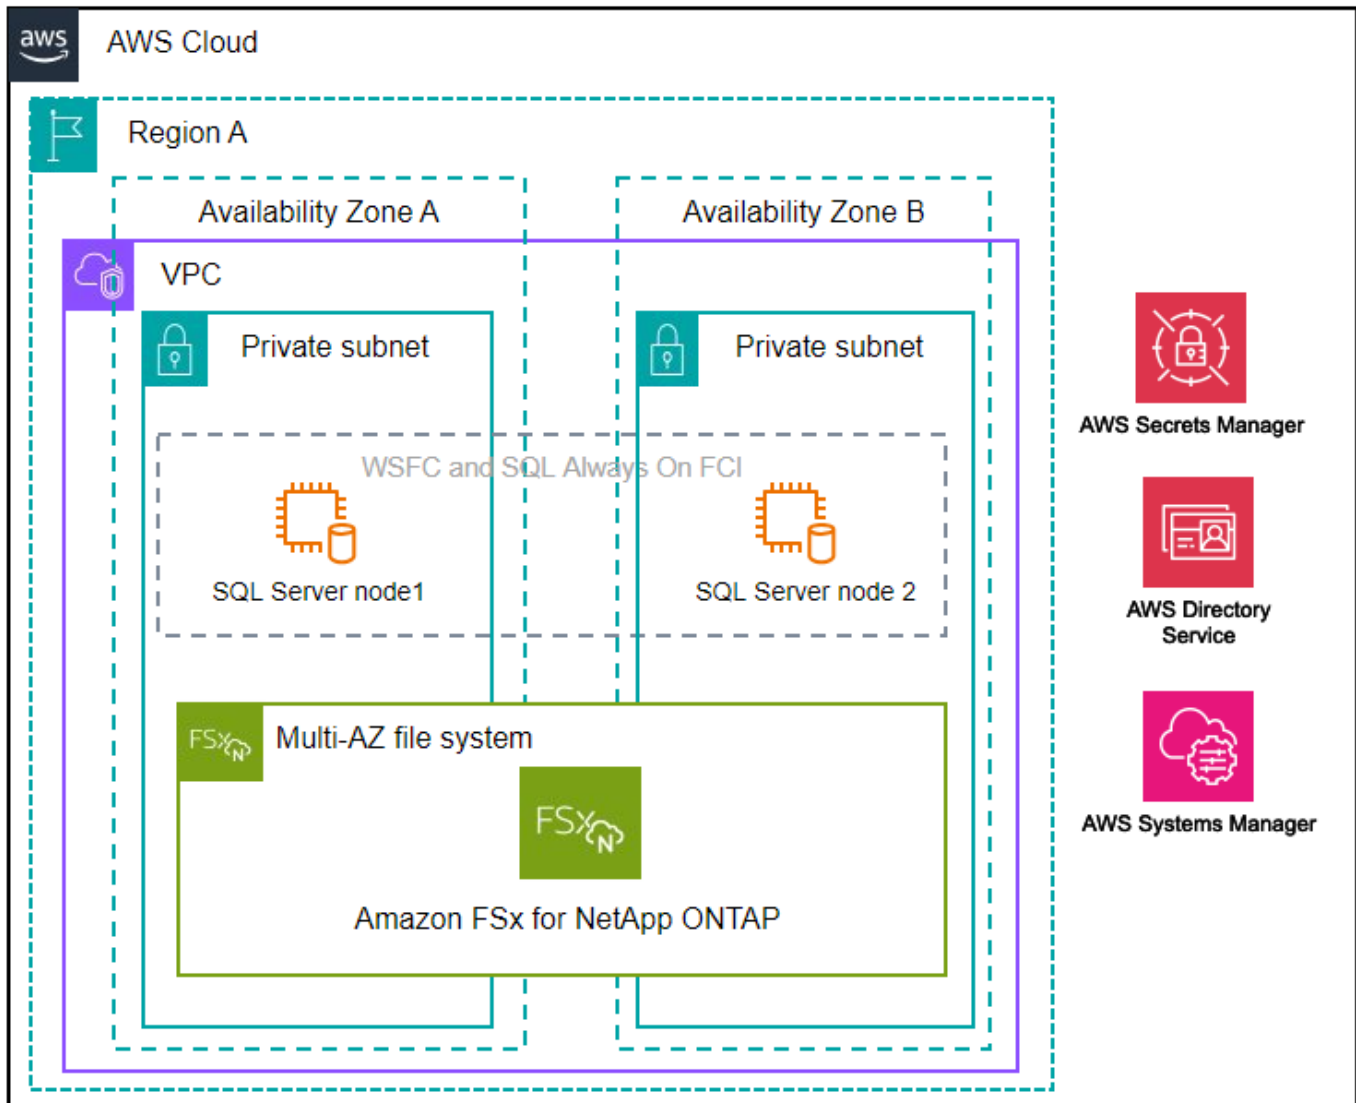 aws
AWS Cloud
Region A
Availability Zone A
Availability Zone B
VPC
Private subnet
Private subnet
WSFC and SQL Always On FCI
SQL Server node1
SQL Server node 2
FSx
N
Multi-AZ file system
FSx
N
Amazon FSx for NetApp ONTAP
AWS Secrets Manager
AWS Directory
Service
AWS Systems Manager